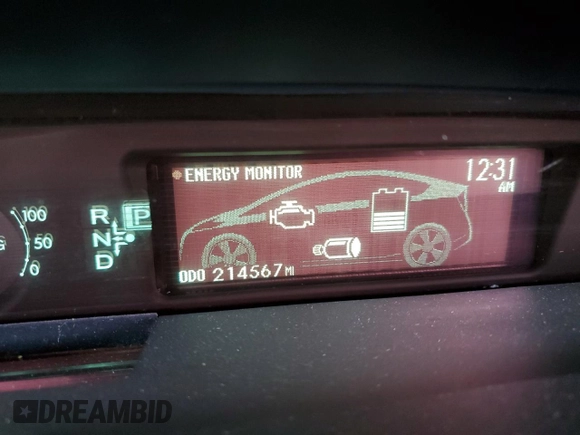 ENERGY MONITOR
12:31
AM
100
50
0
R
P
N
D
ODO 214567 MI
DREAMBID